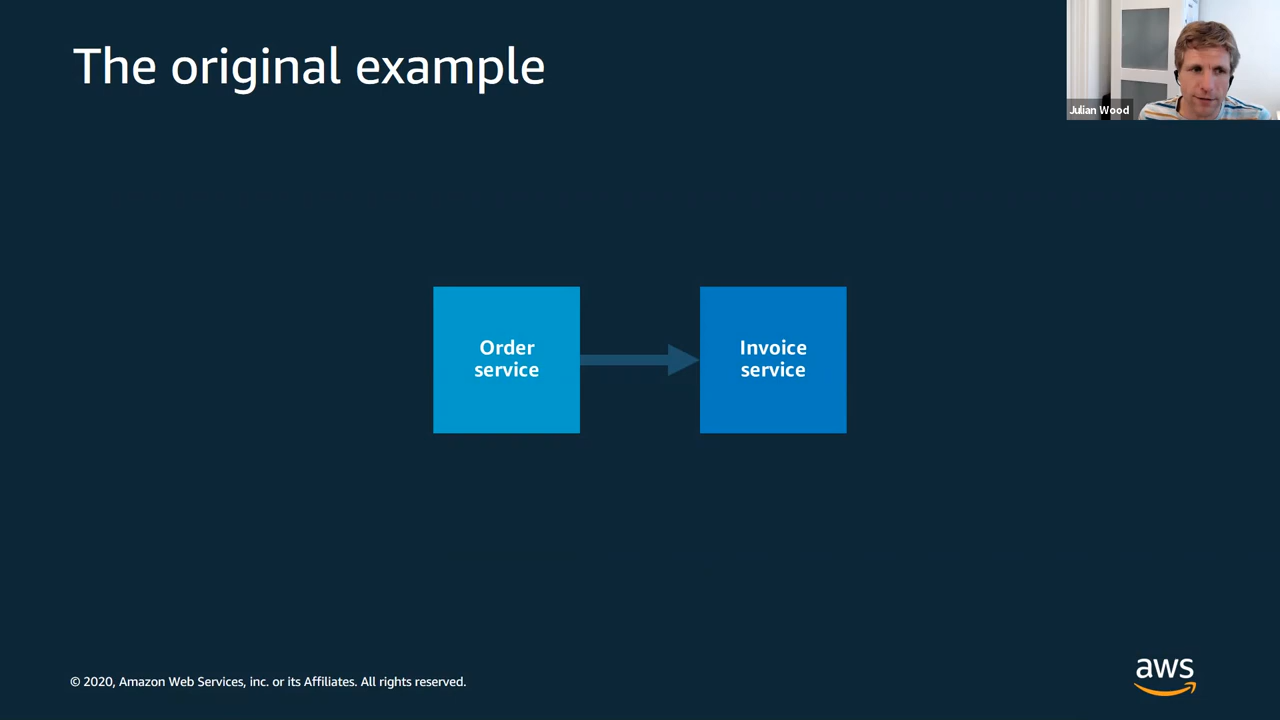 The original example
Julian Wood
Order
service
Invoice
service
© 2020, Amazon Web Services, inc. or its Affiliates. All rights reserved.
aws